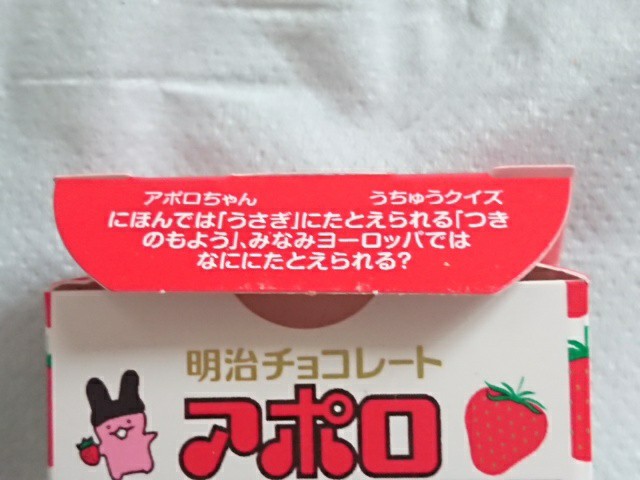 アポロちゃん うちゅうクイズ
にほんでは「うさぎ」にたとえられる「つき
のもよう」、みなみヨーロッパでは
なににたとえられる?
明治チョコレート
アポロ